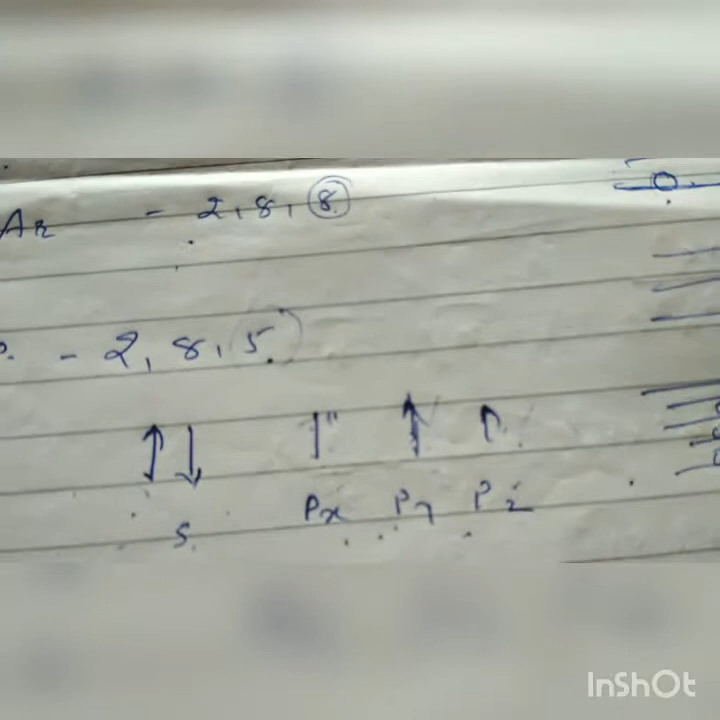 Ar - 2, 8, 8
P - 2, 8, 5
↑ ↓ ↑ ↑ ↑
S Px Py Pz
InShOt